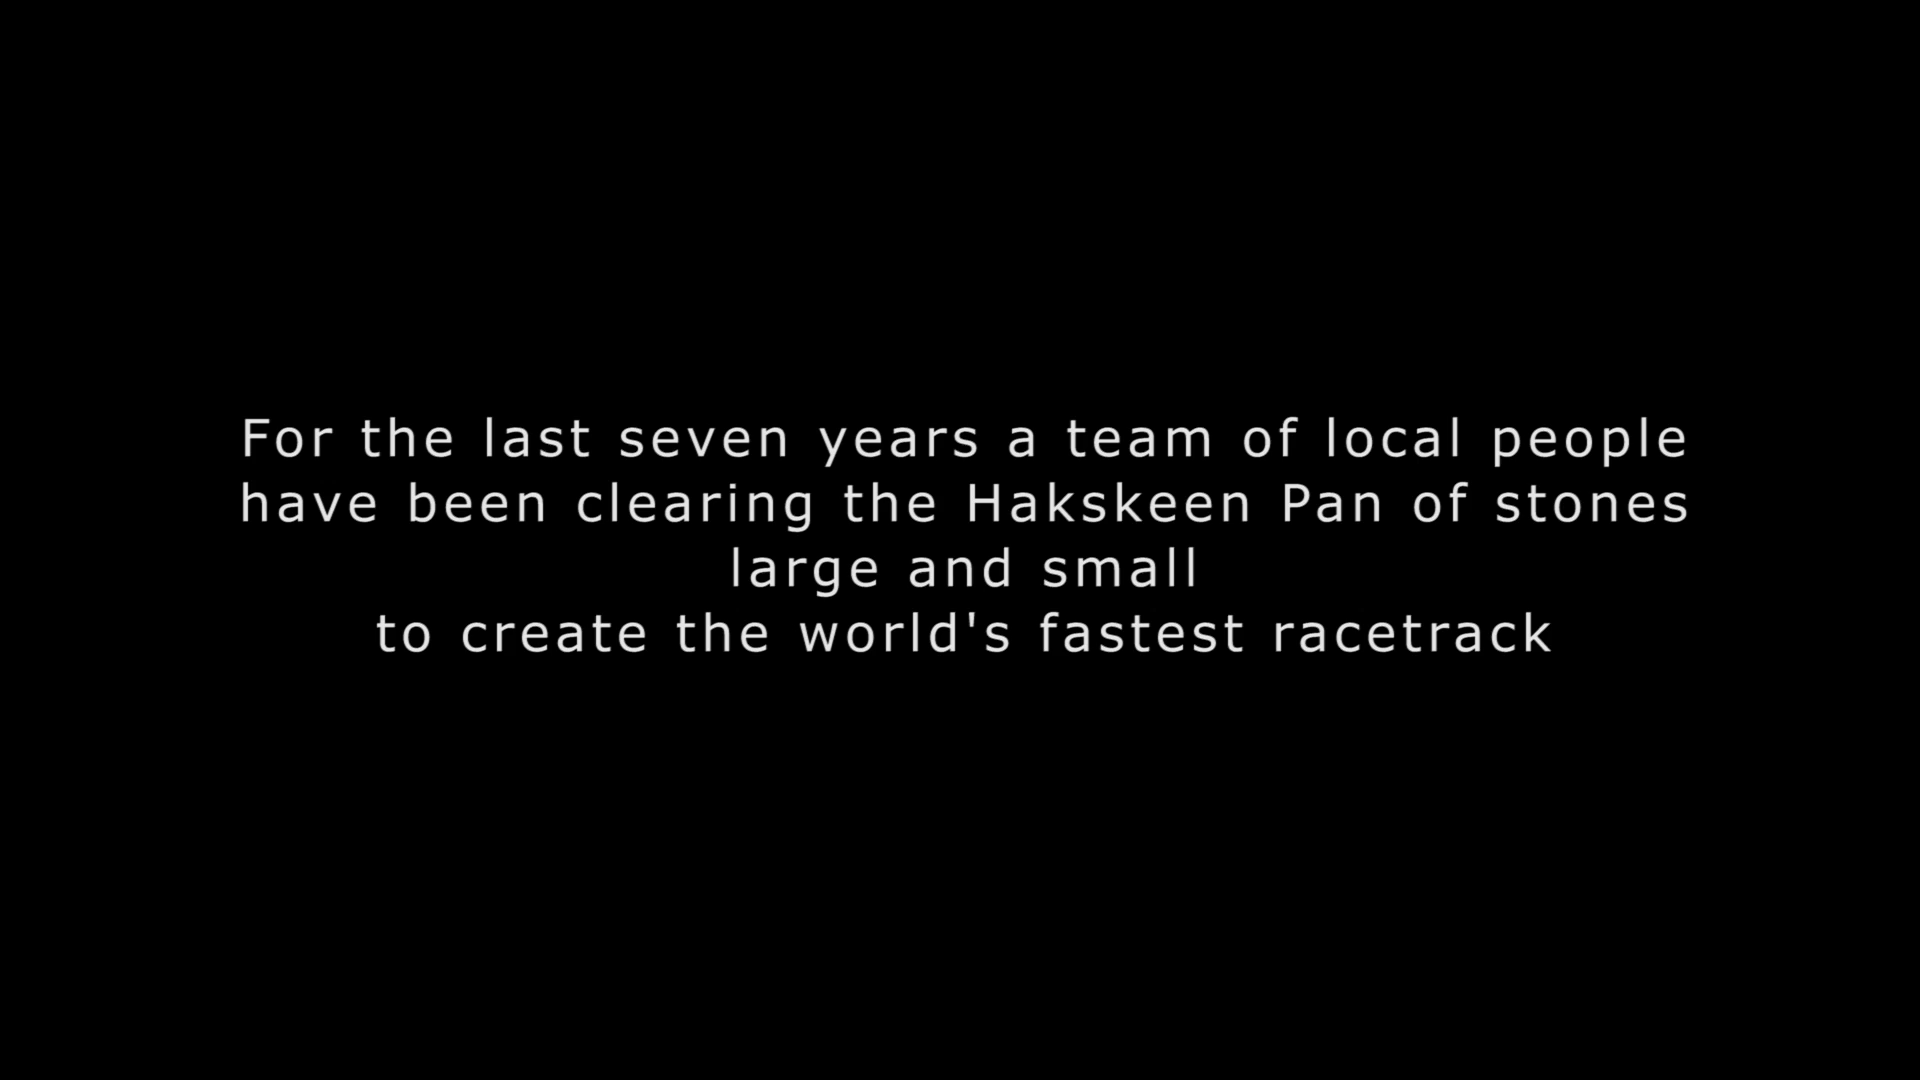 For the last seven years a team of local people
have been clearing the Hakskeen Pan of stones
large and small
to create the world's fastest racetrack